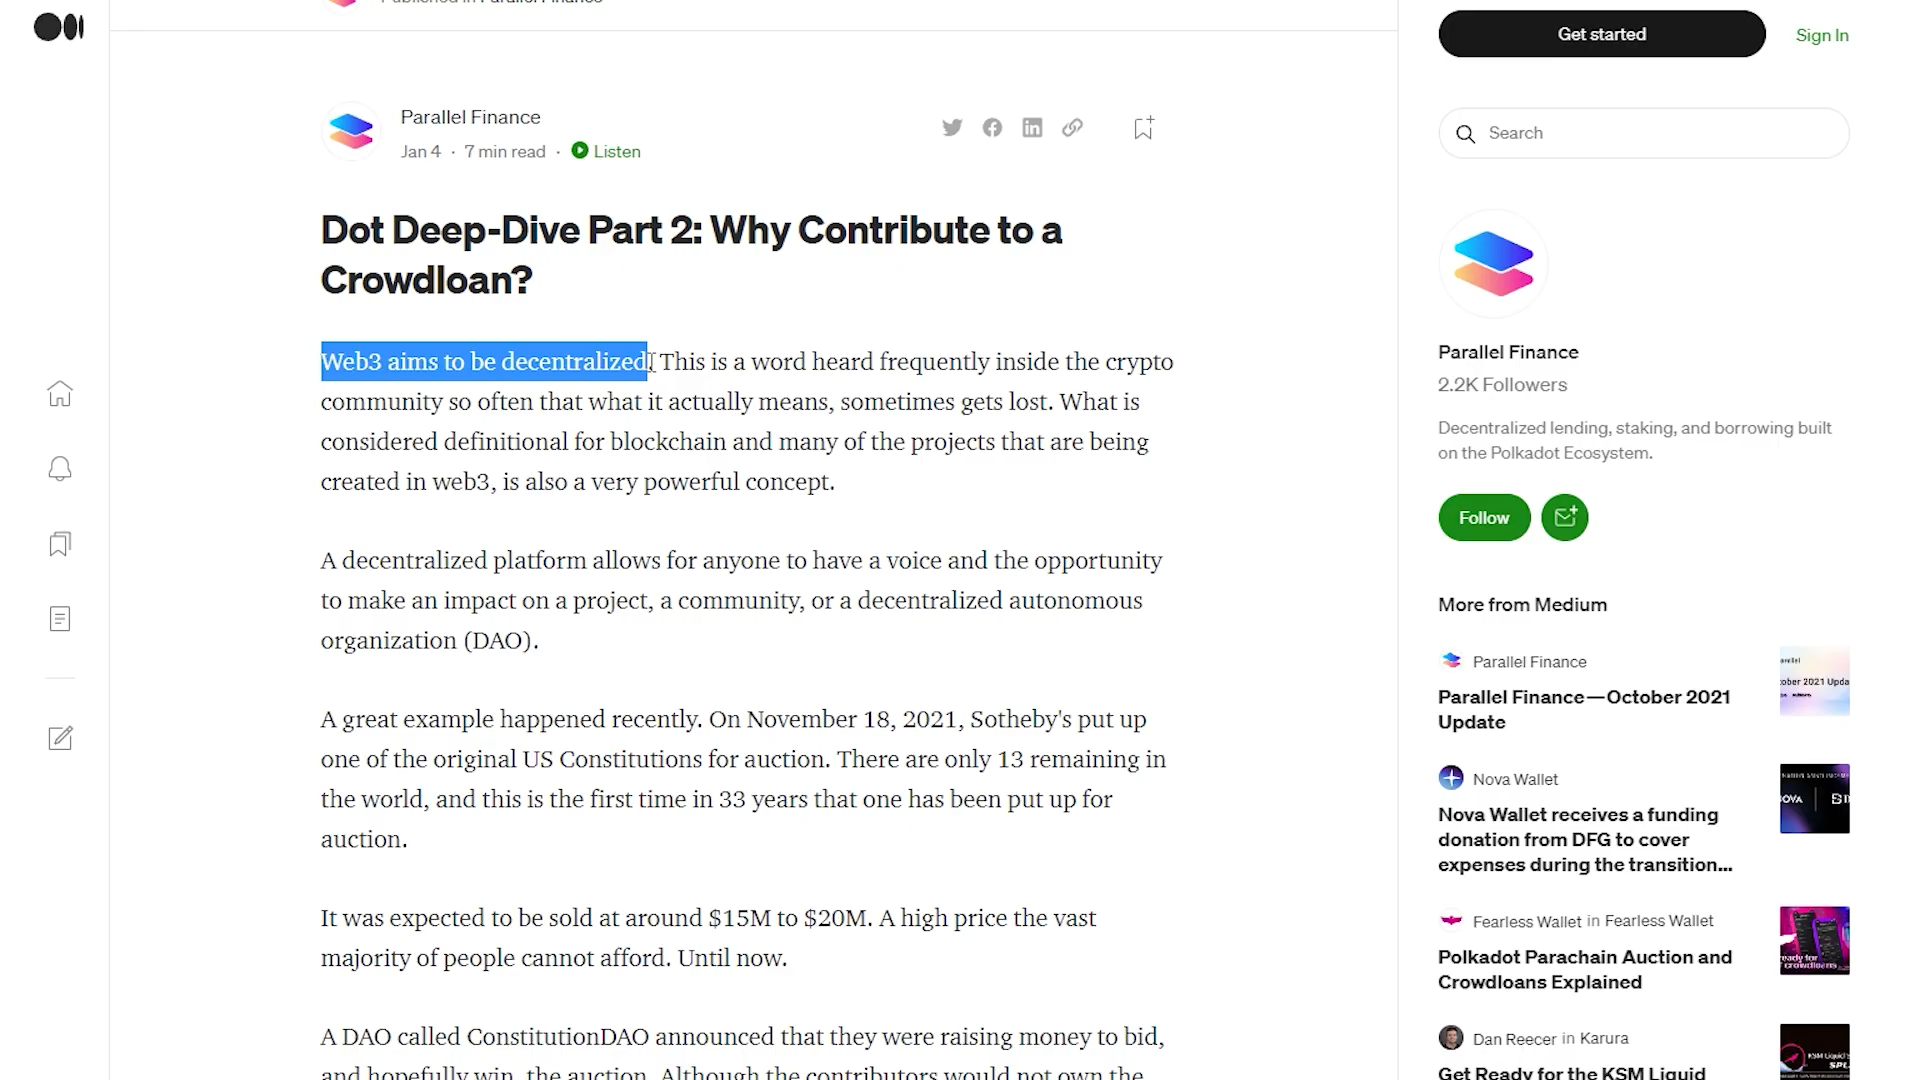 Published in Parallel Finance
Get started
Sign In
Parallel Finance
Jan 4 · 7 min read · Listen
Search
Dot Deep-Dive Part 2: Why Contribute to a
Crowdloan?
Web3 aims to be decentralized. This is a word heard frequently inside the crypto
community so often that what it actually means, sometimes gets lost. What is
considered definitional for blockchain and many of the projects that are being
created in web3, is also a very powerful concept.
A decentralized platform allows for anyone to have a voice and the opportunity
to make an impact on a project, a community, or a decentralized autonomous
organization (DAO).
A great example happened recently. On November 18, 2021, Sotheby's put up
one of the original US Constitutions for auction. There are only 13 remaining in
the world, and this is the first time in 33 years that one has been put up for
auction.
It was expected to be sold at around $15M to $20M. A high price the vast
majority of people cannot afford. Until now.
A DAO called ConstitutionDAO announced that they were raising money to bid,
and hopefully win, the auction. Although the contributors would not own the
Parallel Finance
2.2K Followers
Decentralized lending, staking, and borrowing built
on the Polkadot Ecosystem.
Follow
More from Medium
Parallel Finance
Parallel Finance—October 2021
Update
ober 2021 Upda
Nova Wallet
Nova Wallet receives a funding
donation from DFG to cover
expenses during the transition...
OVA
Fearless Wallet in Fearless Wallet
Polkadot Parachain Auction and
Crowdloans Explained
eady for
crowdloans
Dan Reecer in Karura
Get Ready for the KSM Liquid
KSM Liquid